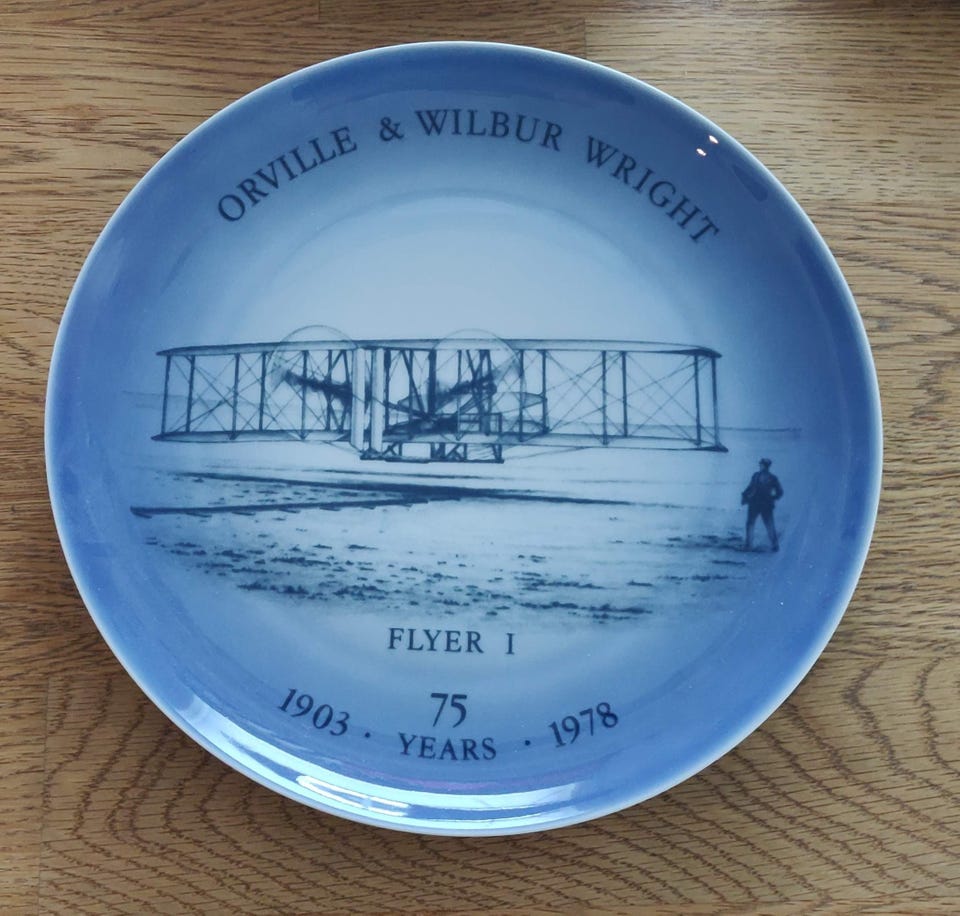 ORVILLE & WILBUR WRIGHT
FLYER I
75
1903 · YEARS · 1978